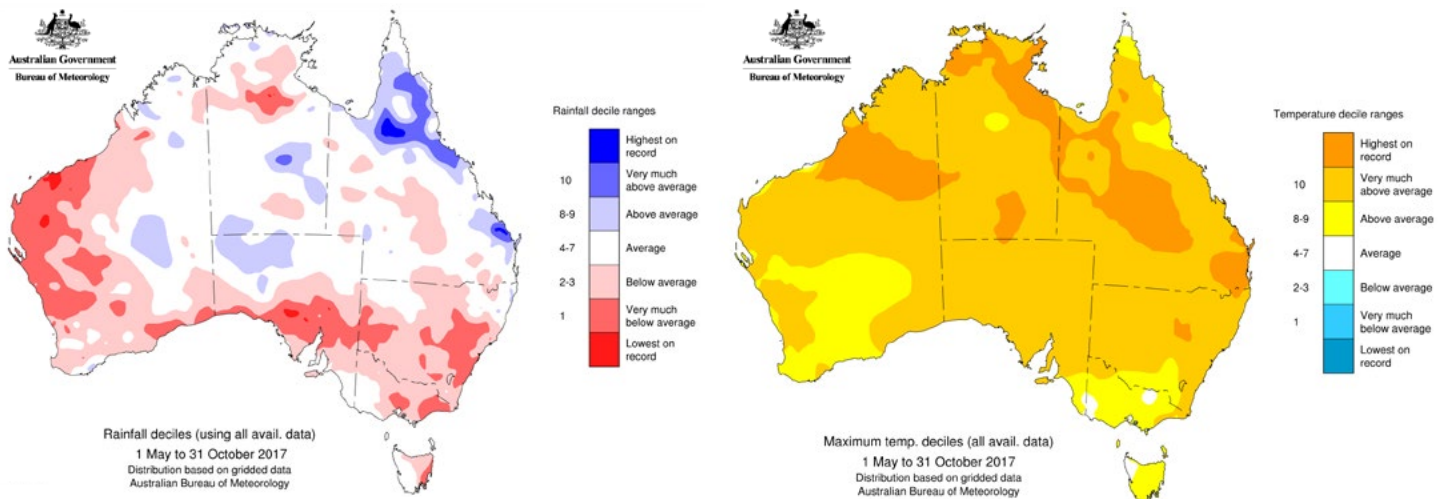 Australian Government
Bureau of Meteorology
Rainfall decile ranges
Highest on
record
10
Very much
above average
8-9
Above average
4-7
Average
2-3
Below average
1
Very much
below average
Lowest on
record
Rainfall deciles (using all avail. data)
1 May to 31 October 2017
Distribution based on gridded data
Australian Bureau of Meteorology
Australian Government
Bureau of Meteorology
Temperature decile ranges
Highest on
record
10
Very much
above average
8-9
Above average
4-7
Average
2-3
Below average
1
Very much
below average
Lowest on
record
Maximum temp. deciles (all avail. data)
1 May to 31 October 2017
Distribution based on gridded data
Australian Bureau of Meteorology